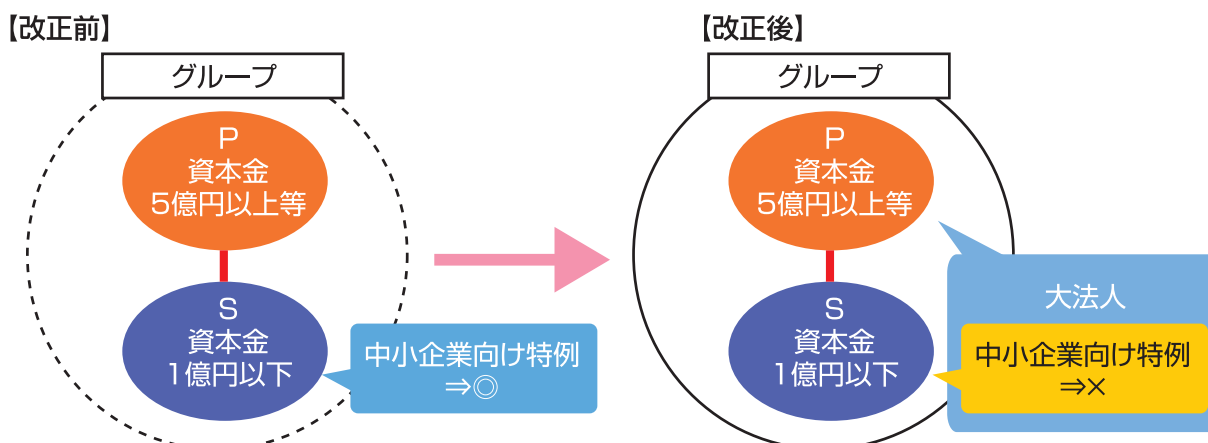 【改正前】
グループ
P
資本金
5億円以上等
S
資本金
1億円以下
中小企業向け特例
⇒◎
【改正後】
グループ
P
資本金
5億円以上等
大法人
S
資本金
1億円以下
中小企業向け特例
⇒×